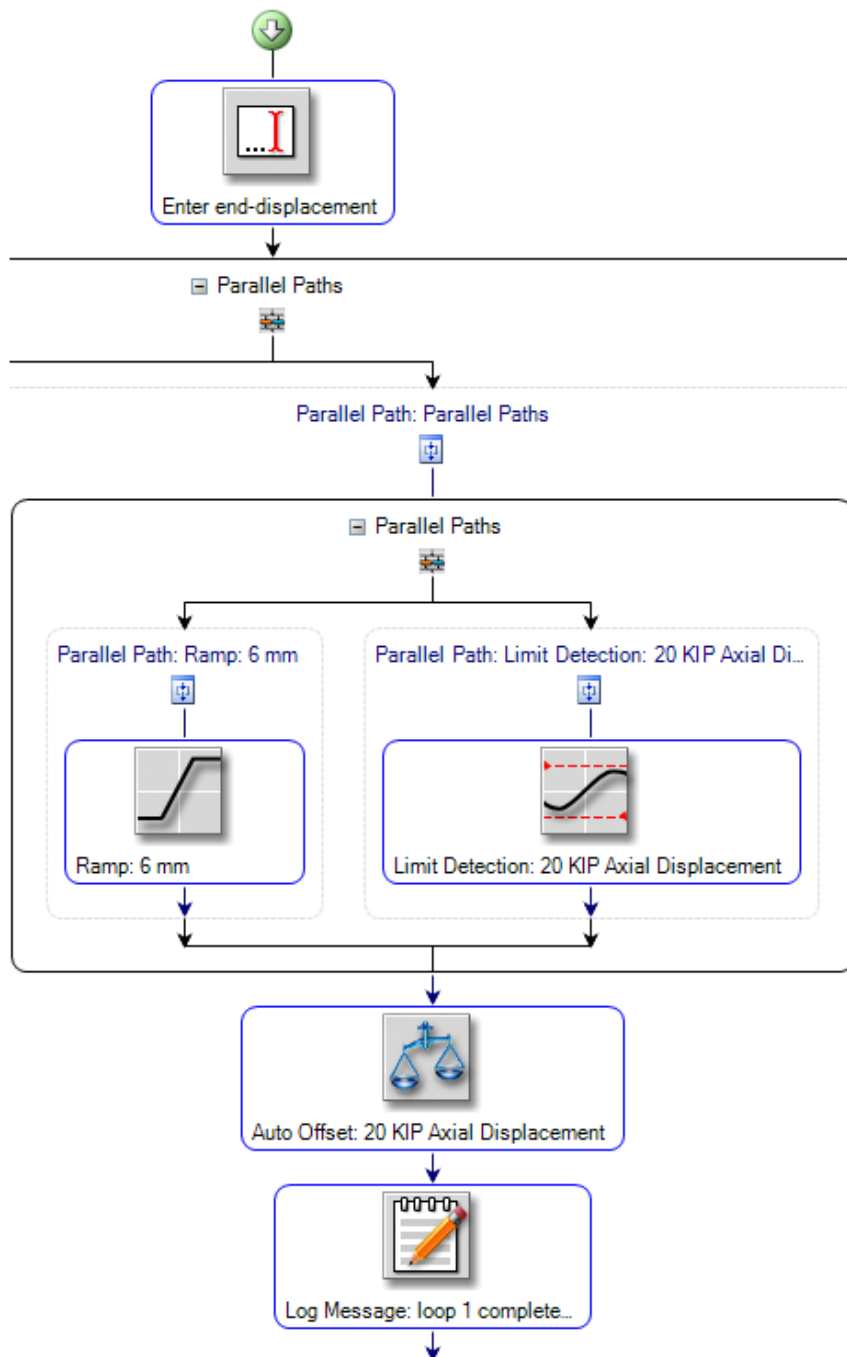 Enter end-displacement
Parallel Paths
Parallel Path: Parallel Paths
Parallel Paths
Parallel Path: Ramp: 6 mm
Parallel Path: Limit Detection: 20 KIP Axial Di...
Ramp: 6 mm
Limit Detection: 20 KIP Axial Displacement
Auto Offset: 20 KIP Axial Displacement
Log Message: loop 1 complete...